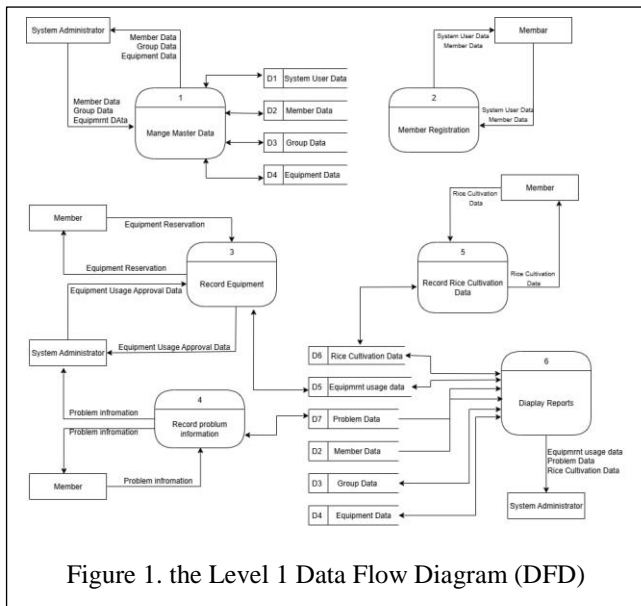 System Administrator
Member Data
Group Data
Equipment Data
Member Data
Group Data
Equipmrnt DAta
1
Mange Master Data
D1 System User Data
D2 Member Data
D3 Group Data
D4 Equipment Data
System User Data
Member Data
Membar
2
Member Registration
System User Data
Member Data
Member
Equipment Reservation
Equipment Reservation
3
Record Equipment
Equipment Usage Approval Data
Equipment Usage Approval Data
System Administrator
Member
Rice Cultivation
Data
5
Record Rice Cultivation
Data
Rice Cultivation
Data
Problem infromation
Problem infromation
4
Record problum
information
Member
Problem infromation
D6 Rice Cultivation Data
D5 Equipmrnt usage data
D7 Problem Data
D2 Member Data
D3 Group Data
D4 Equipment Data
6
Diaplay Reports
Equipmrnt usage data
Problem Data
Rice Cultivation Data
System Administrator
Figure 1. the Level 1 Data Flow Diagram (DFD)